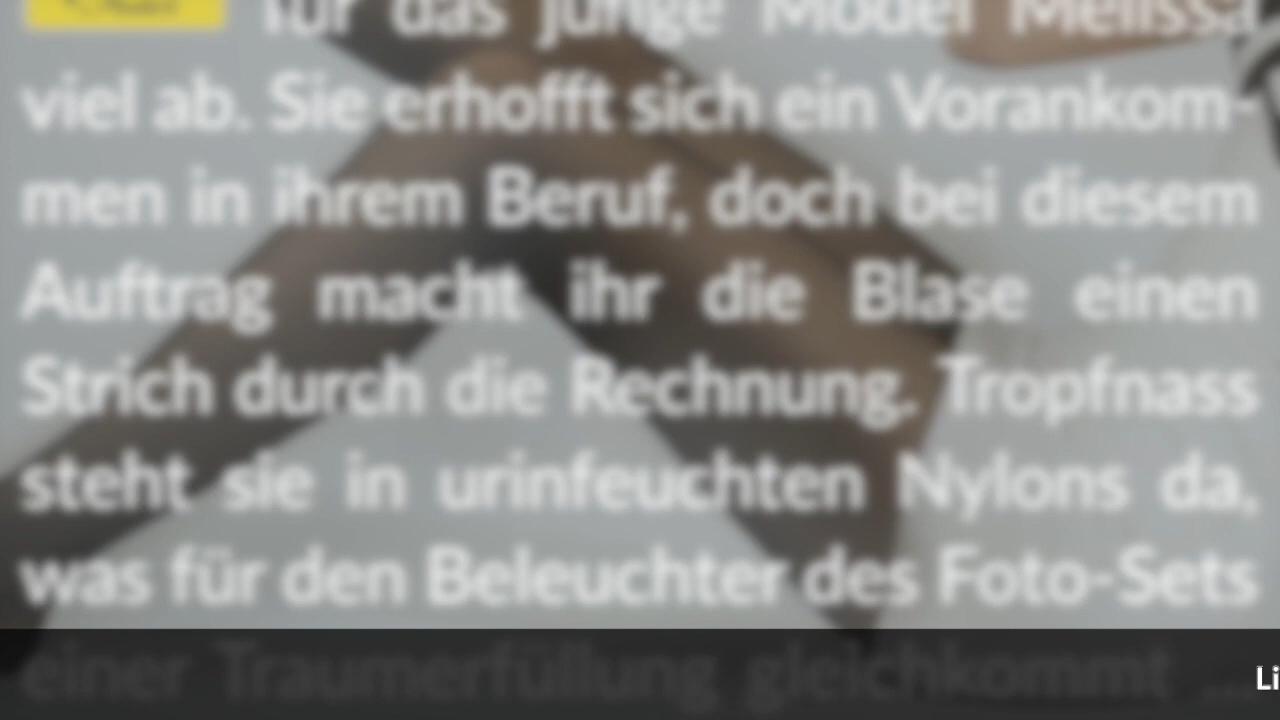 für das junge Model Melissa
viel ab. Sie erhofft sich ein Vorankom-
men in ihrem Beruf, doch bei diesem
Auftrag macht ihr die Blase einen
Strich durch die Rechnung. Tropfnass
steht sie in urinfeuchten Nylons da,
was für den Beleuchter des Foto-Sets
einer Traumerfüllung gleichkommt ...
Li